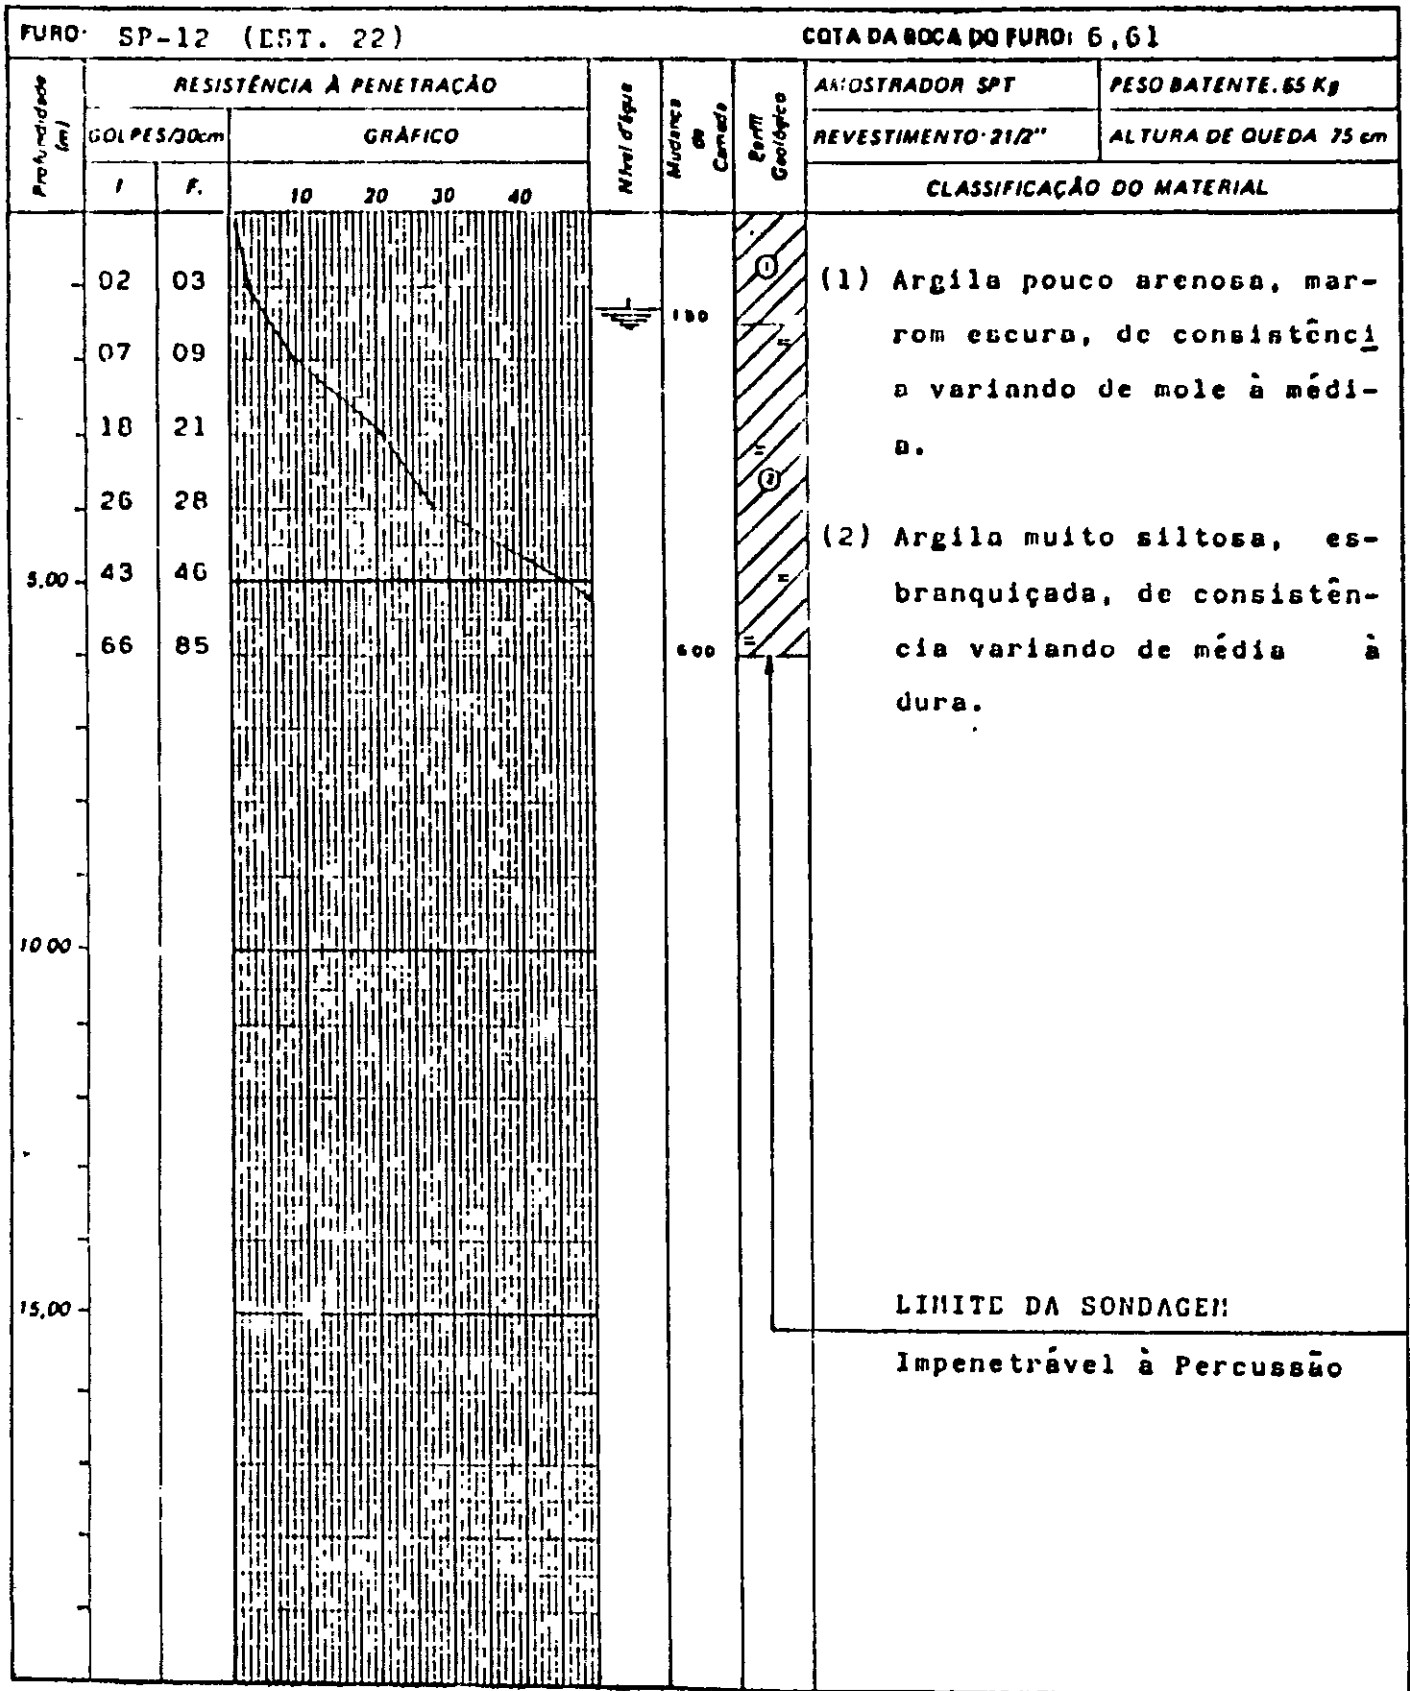 FURO: SP-12 (EST. 22) COTA DA BOCA DO FURO: 6,61
Profundidade (m)
RESISTÊNCIA À PENETRAÇÃO
GOLPES/30cm
GRÁFICO
I F.
10 20 30 40
Nível d'água
Mudança de Camada
Perfil Geológico
AMOSTRADOR SPT PESO BATENTE. 65 Kg
REVESTIMENTO: 21/2" ALTURA DE QUEDA 75 cm
CLASSIFICAÇÃO DO MATERIAL
02 03
07 09
18 21
26 28
5,00 43 46
66 85
10 00
15,00
150
600
1
2
(1) Argila pouco arenosa, mar-
rom escura, de consistênci
a variando de mole à médi-
a.
(2) Argila muito siltosa, es-
branquiçada, de consistên-
cia variando de média à
dura.
LIMITE DA SONDAGEM
Impenetrável à Percussão